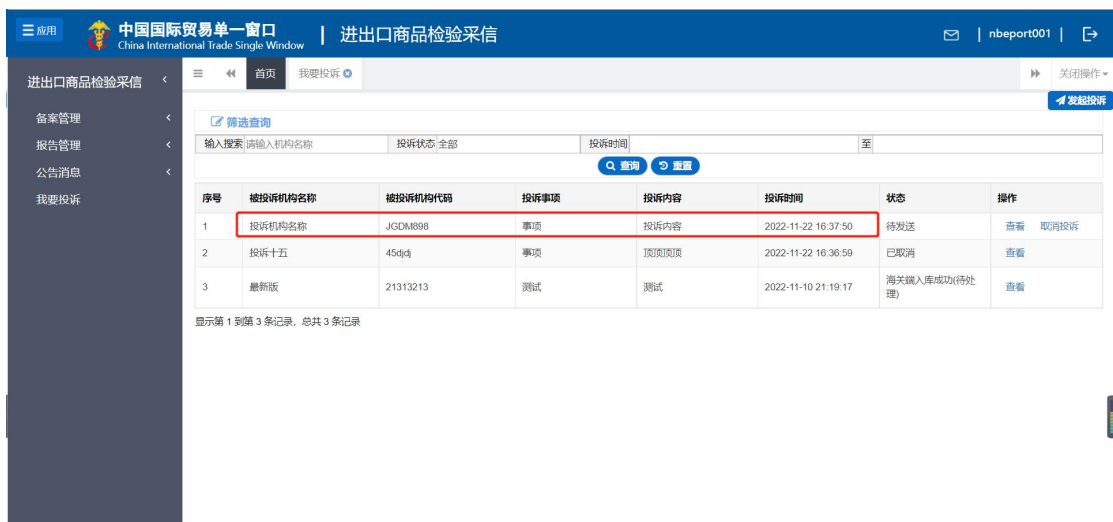 应用
中国国际贸易单一窗口 | 进出口商品检验采信
China International Trade Single Window
nbeport001
进出口商品检验采信
首页 我要投诉 关闭操作
发起投诉
备案管理
报告管理
公告消息
我要投诉
筛选查询
输入搜索 请输入机构名称 投诉状态 全部 投诉时间 至
查询 重置
序号 被投诉机构名称 被投诉机构代码 投诉事项 投诉内容 投诉时间 状态 操作
1 投诉机构名称 JGDM898 事项 投诉内容 2022-11-22 16:37:50 待发送 查看 取消投诉
2 投诉十五 45djdj 事项 顶顶顶顶 2022-11-22 16:36:59 已取消 查看
3 最新版 21313213 测试 测试 2022-11-10 21:19:17 海关端入库成功(待处
理) 查看
显示第 1 到第 3 条记录，总共 3 条记录